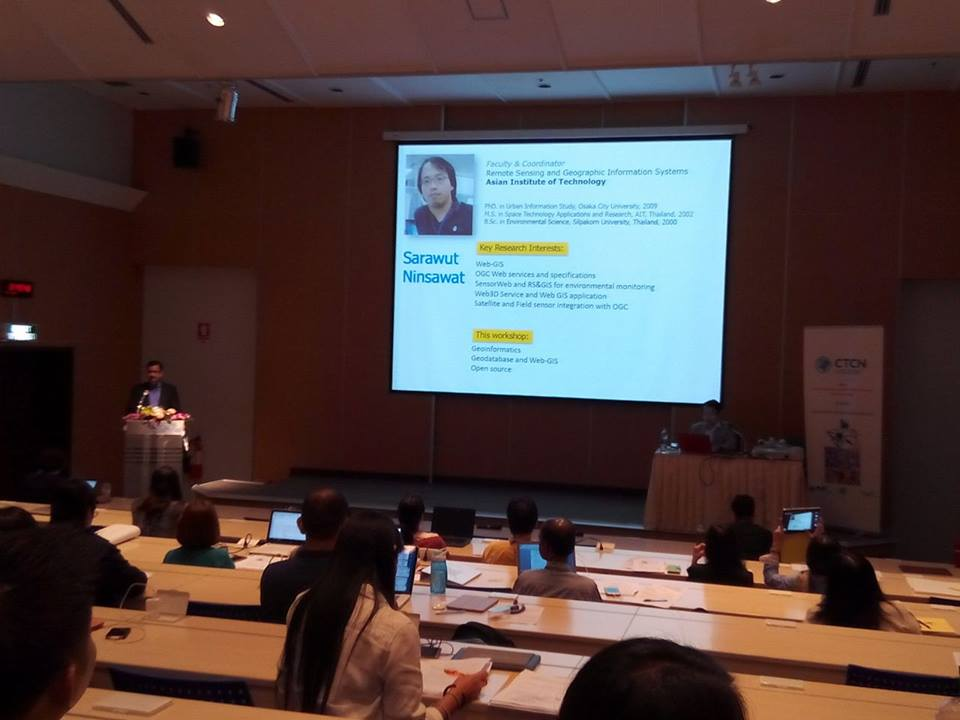 Faculty & Coordinator
Remote Sensing and Geographic Information Systems
Asian Institute of Technology
PhD. in Urban Information Study, Osaka City University, 2009
M.S. in Space Technology Applications and Research, AIT, Thailand, 2002
B.Sc. in Environmental Science, Silpakorn University, Thailand, 2000
Sarawut
Ninsawat
Key Research Interests:
Web-GIS
OGC Web services and specifications
SensorWeb and RS&GIS for environmental monitoring
Web3D Service and Web GIS application
Satellite and Field sensor integration with OGC
This workshop:
Geoinformatics
Geodatabase and Web-GIS
Open source
CTCN